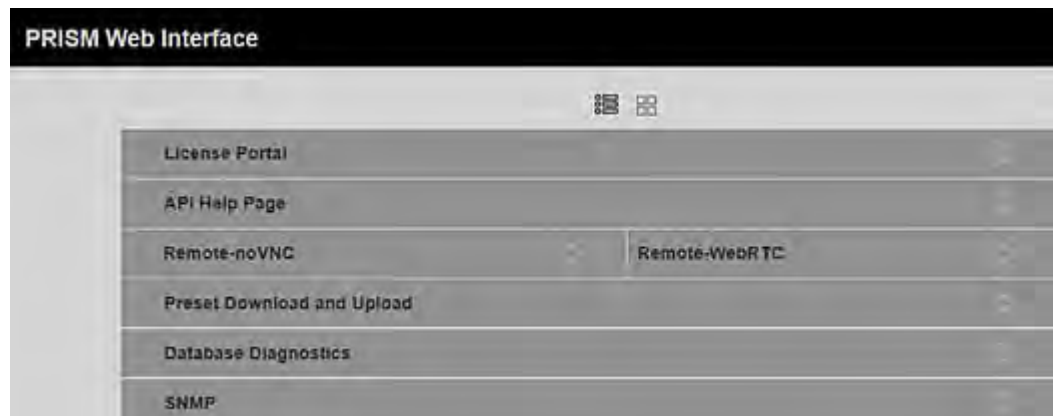 PRISM Web Interface
License Portal
API Help Page
Remote-noVNC
Remote-WebRTC
Preset Download and Upload
Database Diagnostics
SNMP